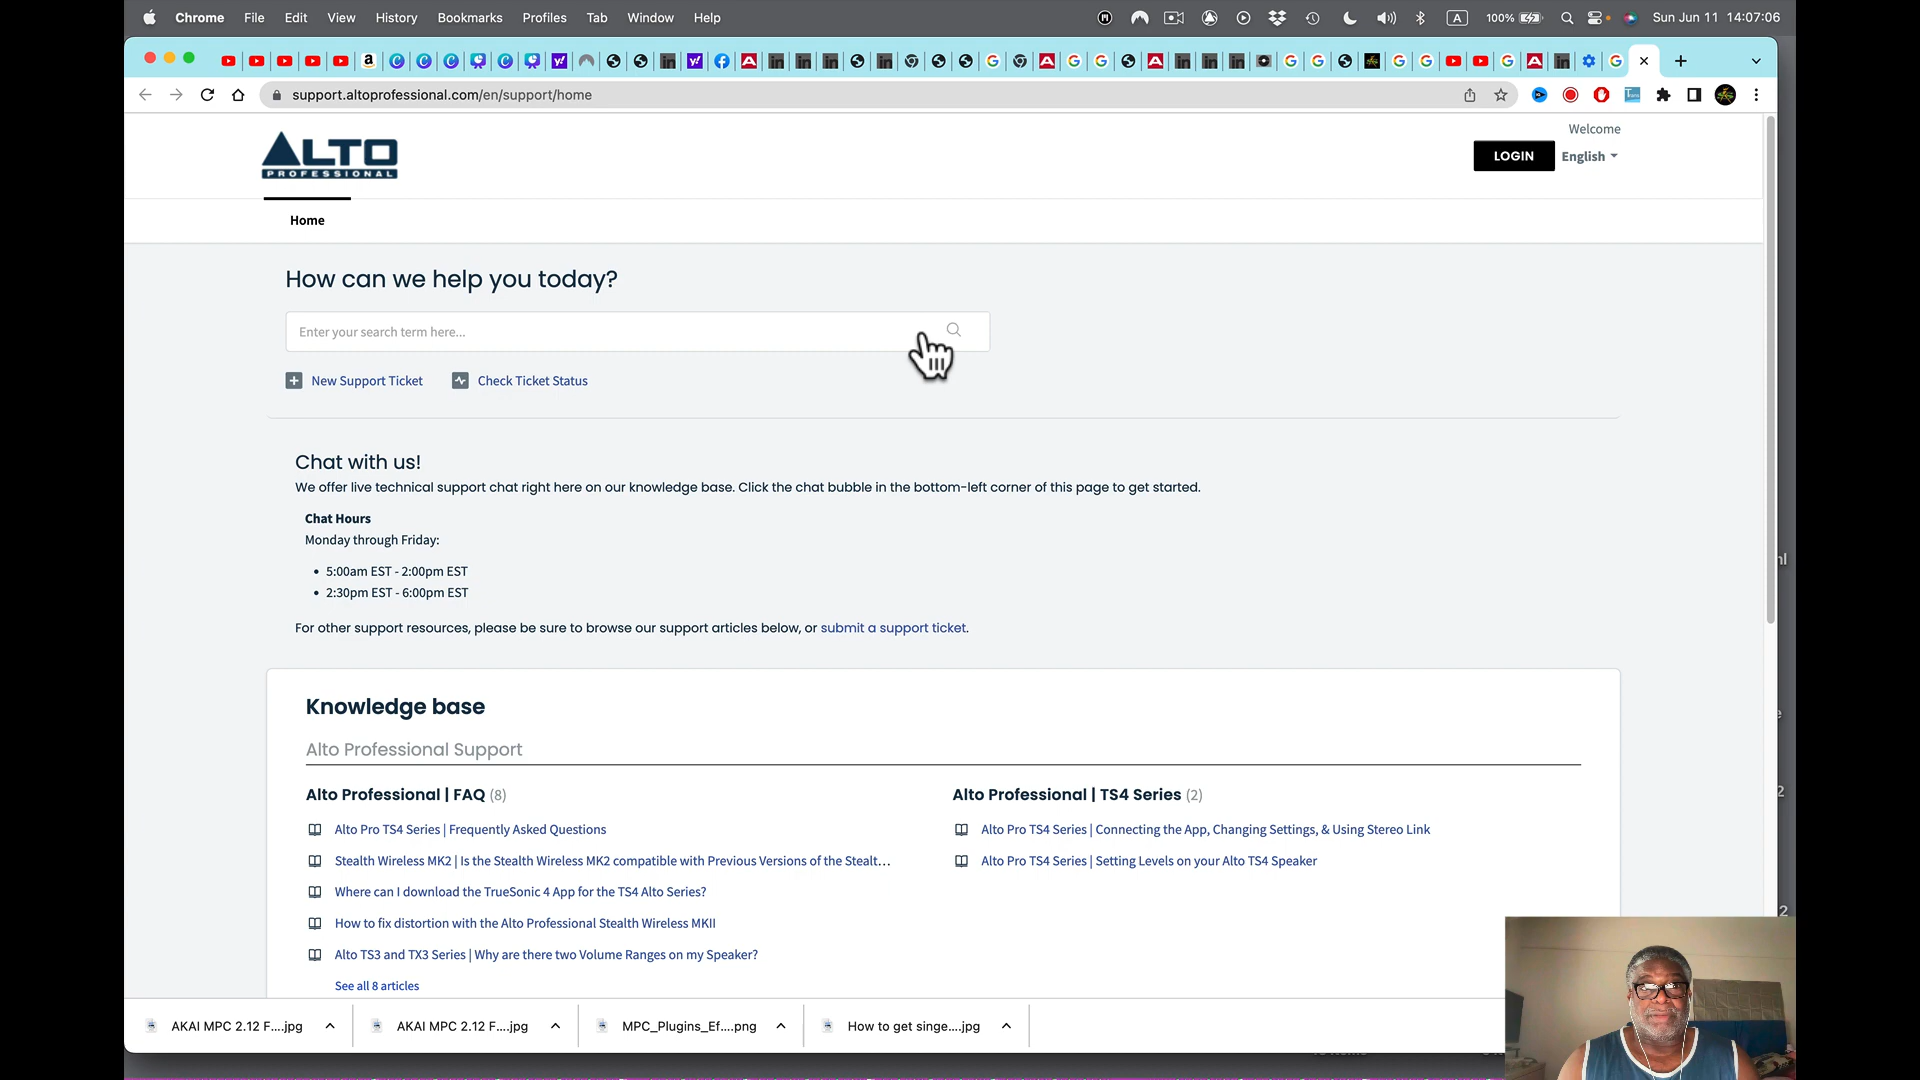 Chrome File Edit View History Bookmarks Profiles Tab Window Help
100% Sun Jun 11 14:07:06
support.altoprofessional.com/en/support/home
ALTO
PROFESSIONAL
Welcome
LOGIN English
Home
How can we help you today?
Enter your search term here...
New Support Ticket Check Ticket Status
Chat with us!
We offer live technical support chat right here on our knowledge base. Click the chat bubble in the bottom-left corner of this page to get started.
Chat Hours
Monday through Friday:
• 5:00am EST - 2:00pm EST
• 2:30pm EST - 6:00pm EST
For other support resources, please be sure to browse our support articles below, or submit a support ticket.
Knowledge base
Alto Professional Support
Alto Professional | FAQ (8)
Alto Pro TS4 Series | Frequently Asked Questions
Stealth Wireless MK2 | Is the Stealth Wireless MK2 compatible with Previous Versions of the Stealt...
Where can I download the TrueSonic 4 App for the TS4 Alto Series?
How to fix distortion with the Alto Professional Stealth Wireless MKII
Alto TS3 and TX3 Series | Why are there two Volume Ranges on my Speaker?
See all 8 articles
Alto Professional | TS4 Series (2)
Alto Pro TS4 Series | Connecting the App, Changing Settings, & Using Stereo Link
Alto Pro TS4 Series | Setting Levels on your Alto TS4 Speaker
AKAI MPC 2.12 F....jpg AKAI MPC 2.12 F....jpg MPC_Plugins_Ef....png How to get singe....jpg